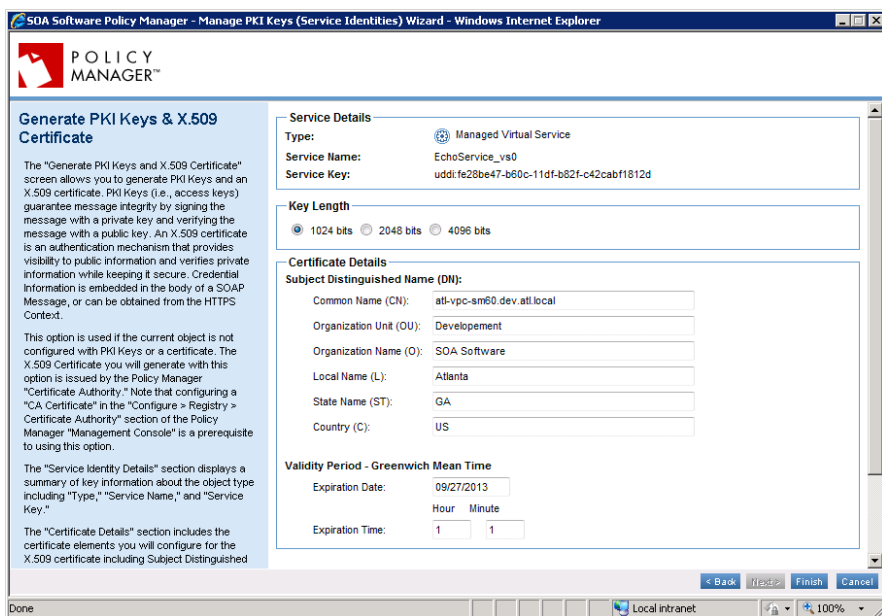 SOA Software Policy Manager - Manage PKI Keys (Service Identities) Wizard - Windows Internet Explorer
POLICY
MANAGER™
Generate PKI Keys & X.509
Certificate
The "Generate PKI Keys and X.509 Certificate"
screen allows you to generate PKI Keys and an
X.509 certificate. PKI Keys (i.e., access keys)
guarantee message integrity by signing the
message with a private key and verifying the
message with a public key. An X.509 certificate
is an authentication mechanism that provides
visibility to public information and verifies private
information while keeping it secure. Credential
Information is embedded in the body of a SOAP
Message, or can be obtained from the HTTPS
Context.
This option is used if the current object is not
configured with PKI Keys or a certificate. The
X.509 Certificate you will generate with this
option is issued by the Policy Manager
"Certificate Authority." Note that configuring a
"CA Certificate" in the "Configure > Registry >
Certificate Authority" section of the Policy
Manager "Management Console" is a prerequisite
to using this option.
The "Service Identity Details" section displays a
summary of key information about the object type
including "Type," "Service Name," and "Service
Key."
The "Certificate Details" section includes the
certificate elements you will configure for the
X.509 certificate including Subject Distinguished
Service Details
Type: Managed Virtual Service
Service Name: EchoService_vs0
Service Key: uddi:fe28be47-b60c-11df-b82f-c42cabf1812d
Key Length
1024 bits 2048 bits 4096 bits
Certificate Details
Subject Distinguished Name (DN):
Common Name (CN): atl-vpc-sm60.dev.atl.local
Organization Unit (OU): Developement
Organization Name (O): SOA Software
Local Name (L): Atlanta
State Name (ST): GA
Country (C): US
Validity Period - Greenwich Mean Time
Expiration Date: 09/27/2013
Hour Minute
Expiration Time: 1 1
< Back Next > Finish Cancel
Done Local intranet 100%